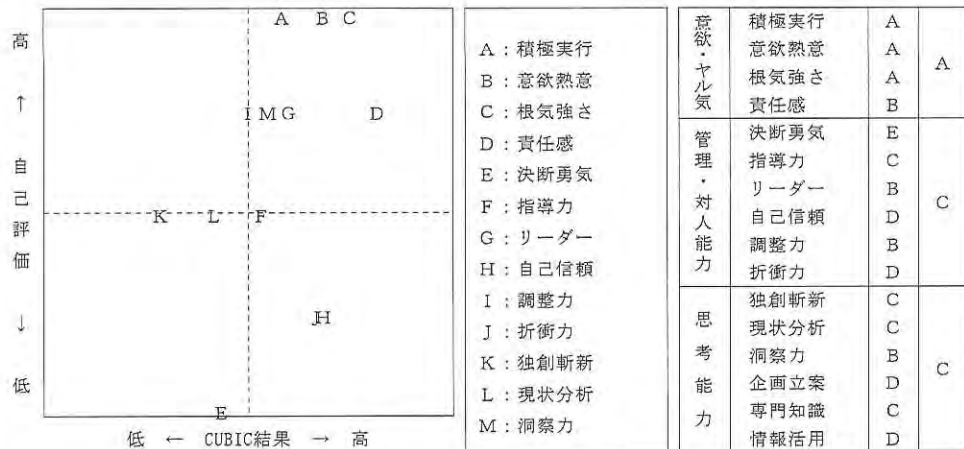 高 ↑ 自己評価 ↓ 低
A B C
I M G D
K L F
J H
E
低 ← CUBIC結果 → 高
A：積極実行
B：意欲熱意
C：根気強さ
D：責任感
E：決断勇気
F：指導力
G：リーダー
H：自己信頼
I：調整力
J：折衝力
K：独創斬新
L：現状分析
M：洞察力
意欲・ヤル気 A
積極実行 A
意欲熱意 A
根気強さ A
責任感 B
管理・対人能力 C
決断勇気 E
指導力 C
リーダー B
自己信頼 D
調整力 B
折衝力 D
思考能力 C
独創斬新 C
現状分析 C
洞察力 B
企画立案 D
専門知識 C
情報活用 D